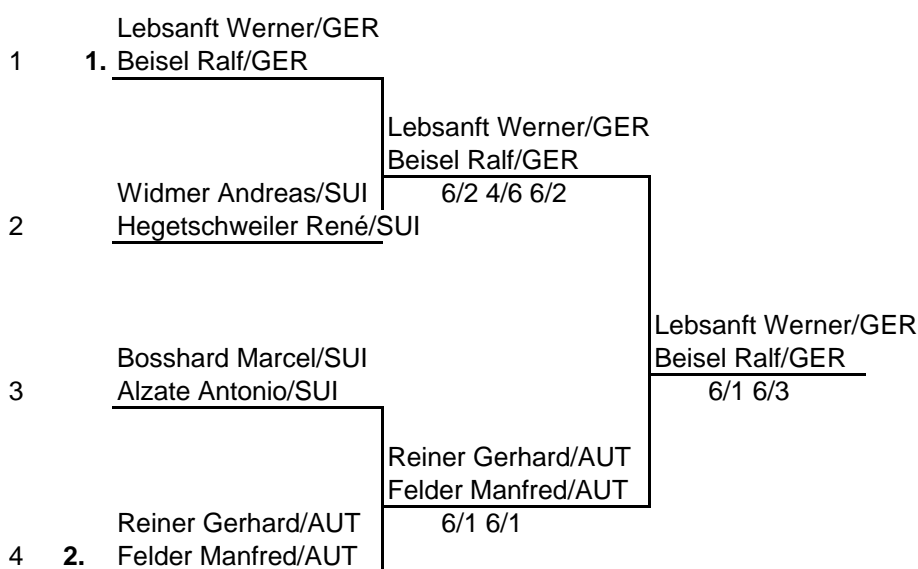 Lebsanft Werner/GER
1 1. Beisel Ralf/GER
Lebsanft Werner/GER
Beisel Ralf/GER
Widmer Andreas/SUI 6/2 4/6 6/2
2 Hegetschweiler René/SUI
Lebsanft Werner/GER
Bosshard Marcel/SUI Beisel Ralf/GER
3 Alzate Antonio/SUI 6/1 6/3
Reiner Gerhard/AUT
Felder Manfred/AUT
Reiner Gerhard/AUT 6/1 6/1
4 2. Felder Manfred/AUT